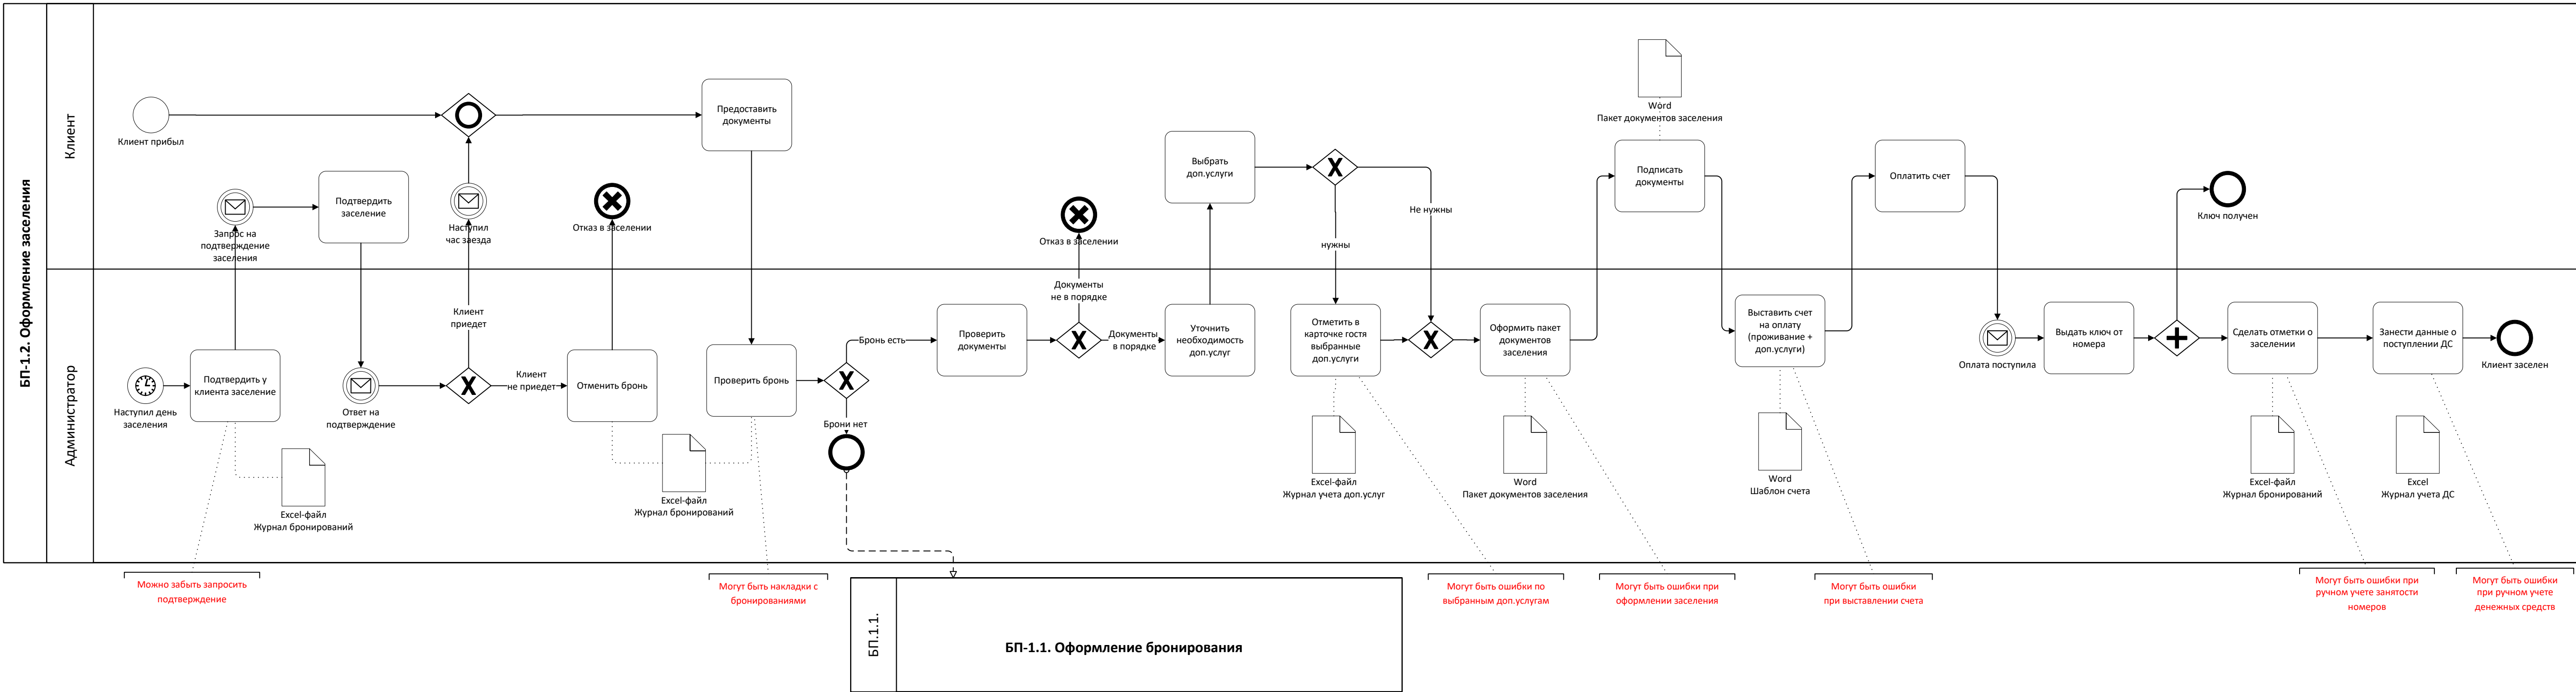 БП-1.2. Оформление заселения
Клиент
Клиент прибыл
Запрос на
подтверждение
заселения
Подтвердить
заселение
Наступил
час заезда
Отказ в заселении
Предоставить
документы
Отказ в заселении
Выбрать
доп.услуги
нужны
Не нужны
Word
Пакет документов заселения
Подписать
документы
Оплатить счет
Ключ получен
Администратор
Наступил день
заселения
Подтвердить у
клиента заселение
Excel-файл
Журнал бронирований
Ответ на
подтверждение
Клиент
приедет
Клиент
не приедет
Отменить бронь
Excel-файл
Журнал бронирований
Проверить бронь
Бронь есть
Брони нет
Проверить
документы
Документы
не в порядке
Документы
в порядке
Уточнить
необходимость
доп.услуг
Отметить в
карточке гостя
выбранные
доп.услуги
Excel-файл
Журнал учета доп.услуг
Оформить пакет
документов
заселения
Word
Пакет документов заселения
Выставить счет
на оплату
(проживание +
доп.услуги)
Word
Шаблон счета
Оплата поступила
Выдать ключ от
номера
Сделать отметки о
заселении
Excel-файл
Журнал бронирований
Занести данные о
поступлении ДС
Excel
Журнал учета ДС
Клиент заселен
Можно забыть запросить
подтверждение
Могут быть накладки с
бронированиями
Могут быть ошибки по
выбранным доп.услугам
Могут быть ошибки при
оформлении заселения
Могут быть ошибки
при выставлении счета
Могут быть ошибки при
ручном учете занятости
номеров
Могут быть ошибки
при ручном учете
денежных средств
БП.1.1.
БП-1.1. Оформление бронирования